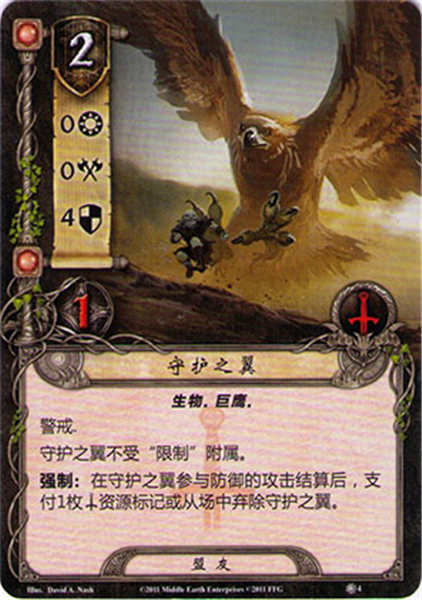 2
0
0
4
1
守护之翼
生物. 巨鹰.
警戒.
守护之翼不受“限制”附属。
强制：在守护之翼参与防御的攻击结算后，支
付1枚资源标记或从场中弃除守护之翼。
盟友
Illus. David A. Nash
©2011 Middle Earth Enterprises ©2011 FFG
4